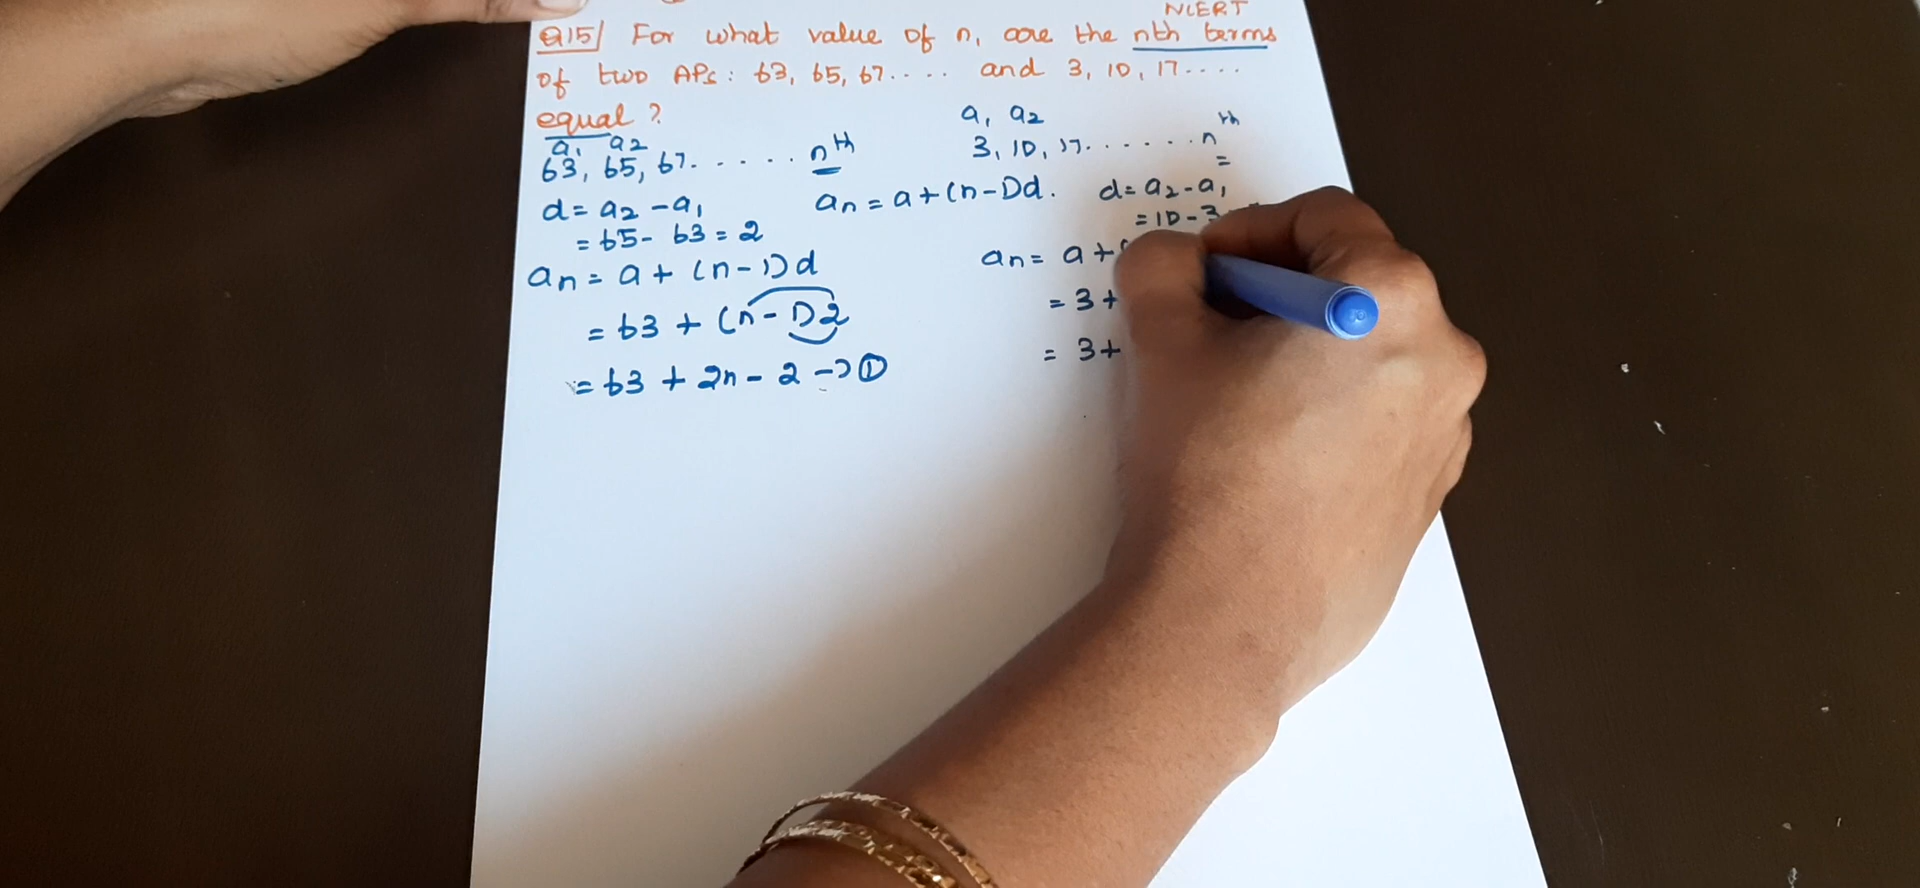 NCERT
Q15/ For what value of n, are the nth terms
of two APs: 63, 65, 67.... and 3, 10, 17....
equal?
a₁ a₂
63, 65, 67...... nth
d = a₂ - a₁
= 65 - 63 = 2
an = a + (n-1)d
= 63 + (n-1)2
= 63 + 2n - 2 → ①
an = a + (n-1)d.
a₁ a₂
3, 10, 17...... nth
=
d = a₂ - a₁
= 10 - 3
an = a +
= 3 +
= 3 +